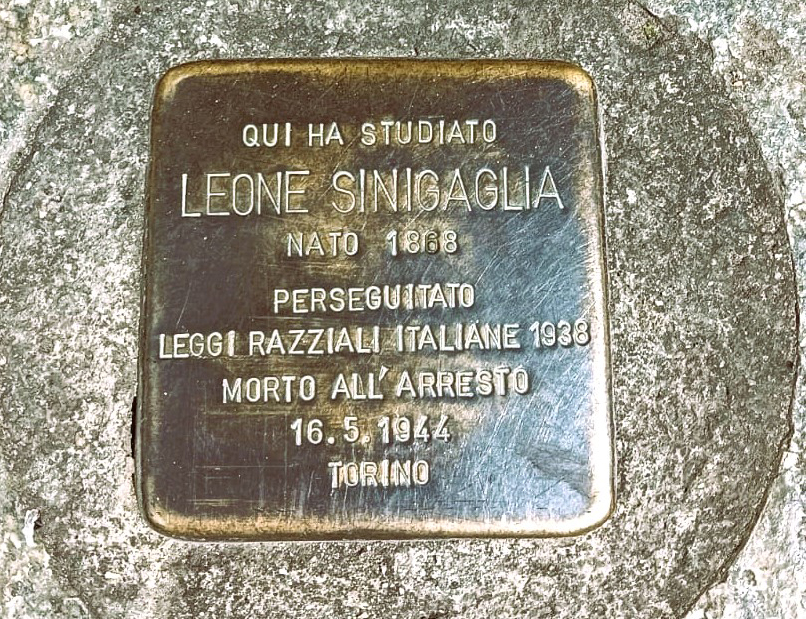 QUI HA STUDIATO
LEONE SINIGAGLIA
NATO 1868
PERSEGUITATO
LEGGI RAZZIALI ITALIANE 1938
MORTO ALL'ARRESTO
16.5.1944
TORINO